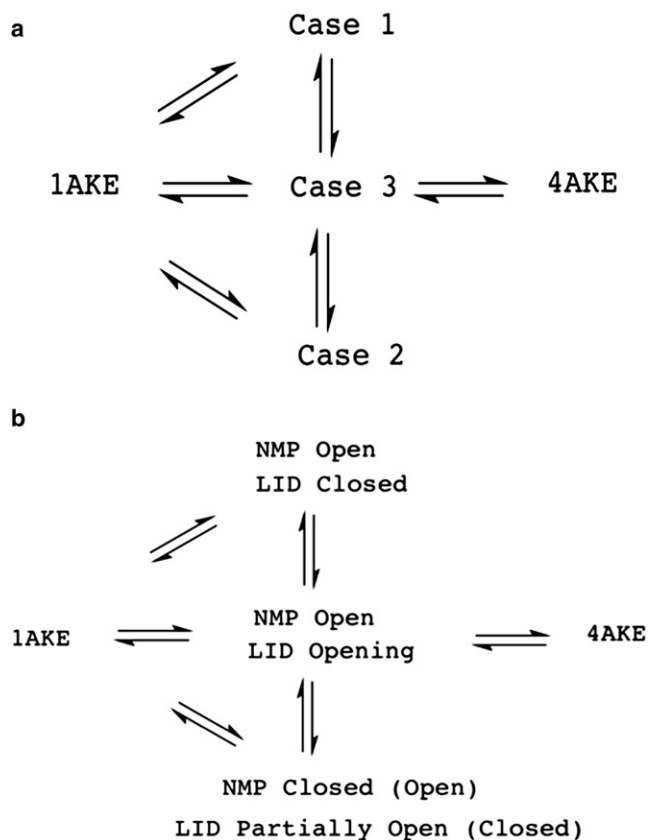 a
Case 1
1AKE
Case 3
4AKE
Case 2
b
NMP Open
LID Closed
1AKE
NMP Open
LID Opening
4AKE
NMP Closed (Open)
LID Partially Open (Closed)